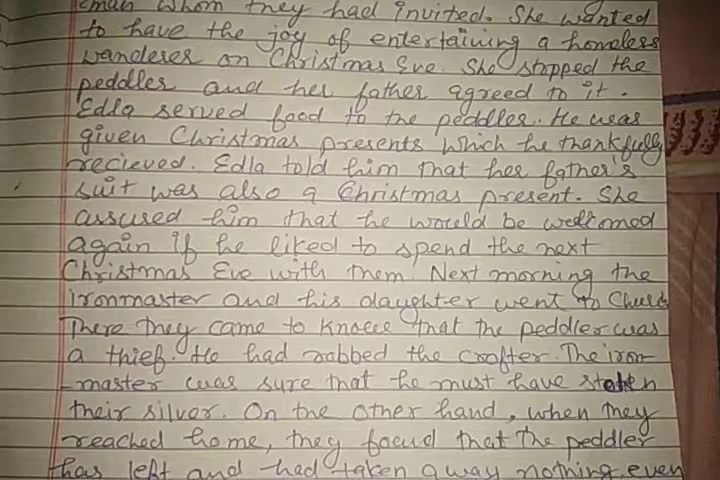 man whom they had invited. She wanted
to have the joy of entertaining a homeless
wanderer on Christmas Eve. She stopped the
peddler and her father agreed to it.
Edla served food to the peddler. He was
given Christmas presents which he thankfully
recieved. Edla told him that her father's
suit was also a Christmas present. She
assured him that he would be wellcomed
again if he liked to spend the next
Christmas Eve with them. Next morning the
ironmaster and his daughter went to Church
There they came to know that the peddler was
a thief. He had robbed the crofter. The iron-
-master was sure that he must have stolen
their silver. On the other hand, when they
reached home, they found that the peddler
has left and had taken away nothing even